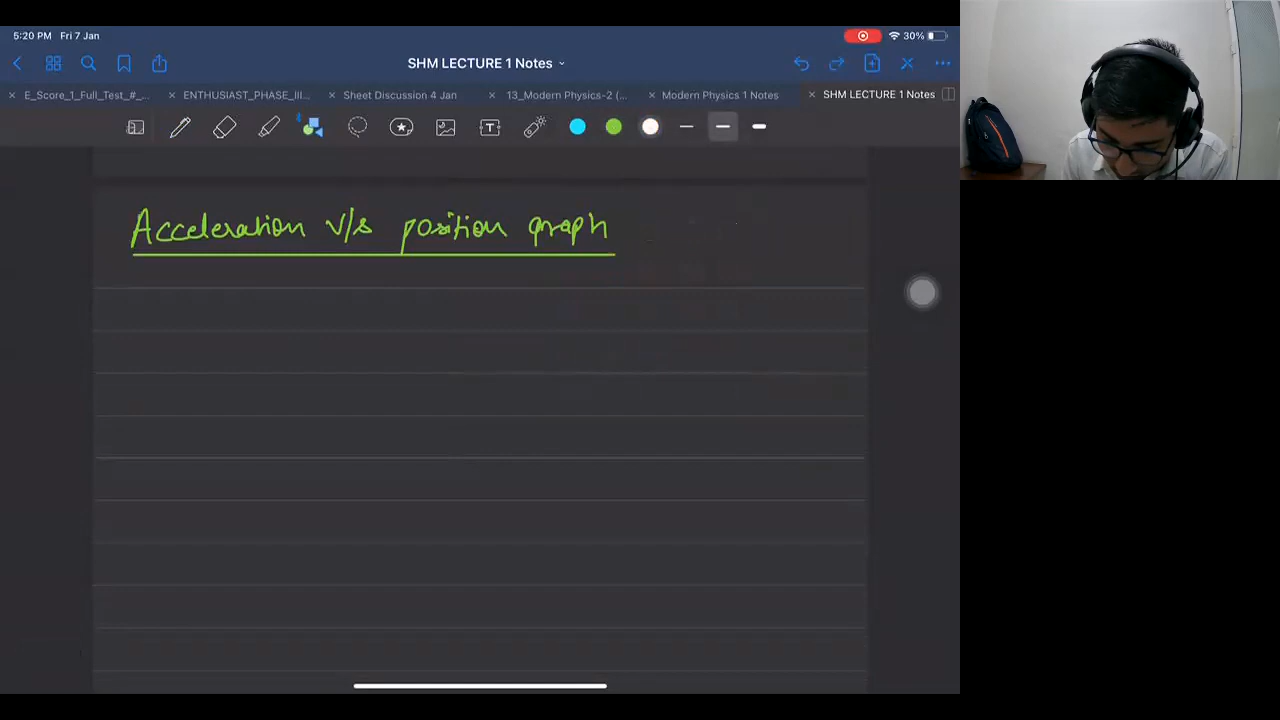 5:20 PM Fri 7 Jan
30%
SHM LECTURE 1 Notes
E_Score_1_Full_Test_#_...
ENTHUSIAST_PHASE_III...
Sheet Discussion 4 Jan
13_Modern Physics-2 (...
Modern Physics 1 Notes
SHM LECTURE 1 Notes
Acceleration v/s position graph